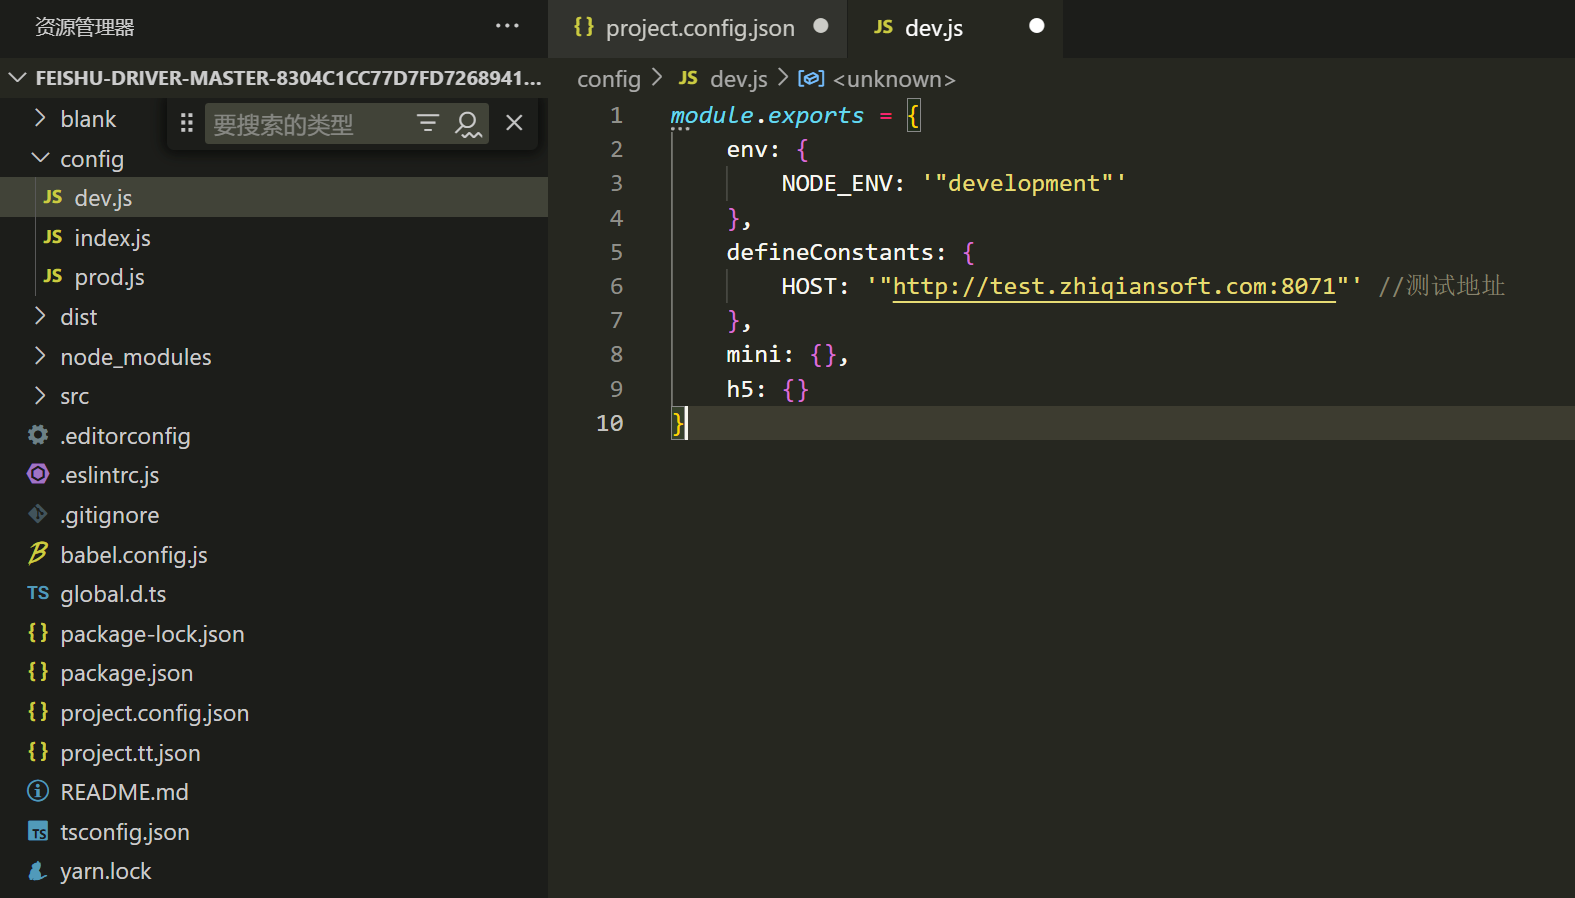 资源管理器
FEISHU-DRIVER-MASTER-8304C1CC77D7FD7268941...
blank
要搜索的类型
config
JS dev.js
JS index.js
JS prod.js
dist
node_modules
src
.editorconfig
.eslintrc.js
.gitignore
babel.config.js
TS global.d.ts
{} package-lock.json
{} package.json
{} project.config.json
{} project.tt.json
README.md
TS tsconfig.json
yarn.lock
{} project.config.json
JS dev.js
config > JS dev.js > <unknown>
1 module.exports = {
2 env: {
3 NODE_ENV: '"development"'
4 },
5 defineConstants: {
6 HOST: '"http://test.zhiqiansoft.com:8071"' //测试地址
7 },
8 mini: {},
9 h5: {}
10 }